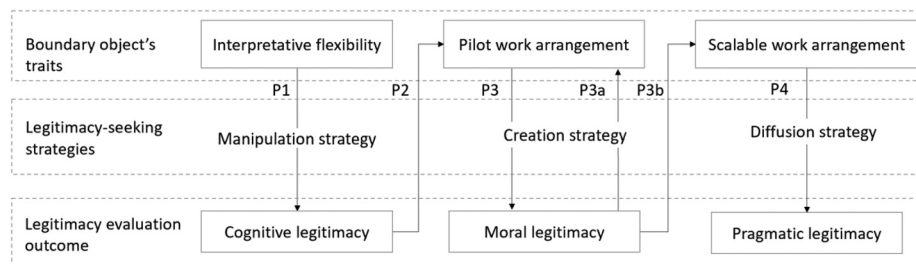 Boundary object's
traits
Interpretative flexibility
Pilot work arrangement
Scalable work arrangement
P1
P2
P3
P3a
P3b
P4
Legitimacy-seeking
strategies
Manipulation strategy
Creation strategy
Diffusion strategy
Legitimacy evaluation
outcome
Cognitive legitimacy
Moral legitimacy
Pragmatic legitimacy